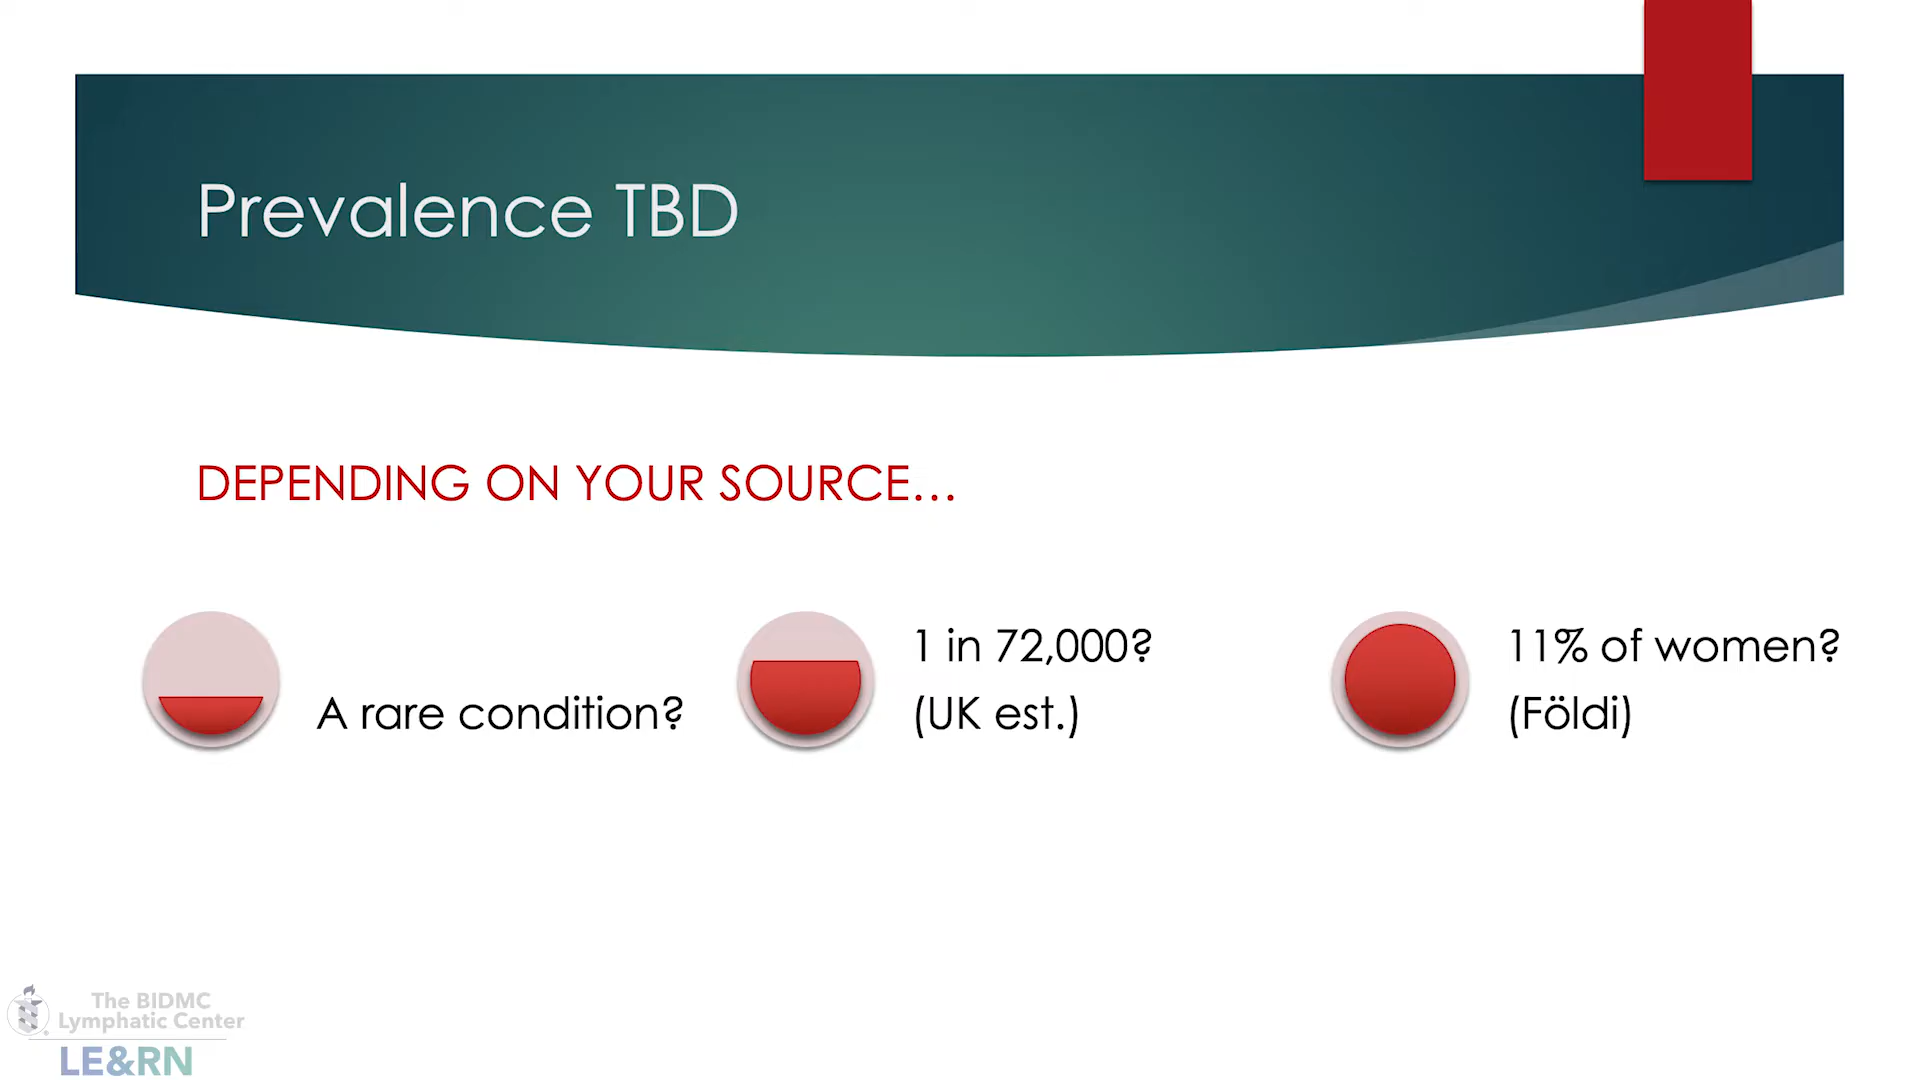 Prevalence TBD
DEPENDING ON YOUR SOURCE…
A rare condition?
1 in 72,000?
(UK est.)
11% of women?
(Földi)
The BIDMC
Lymphatic Center
LE&RN